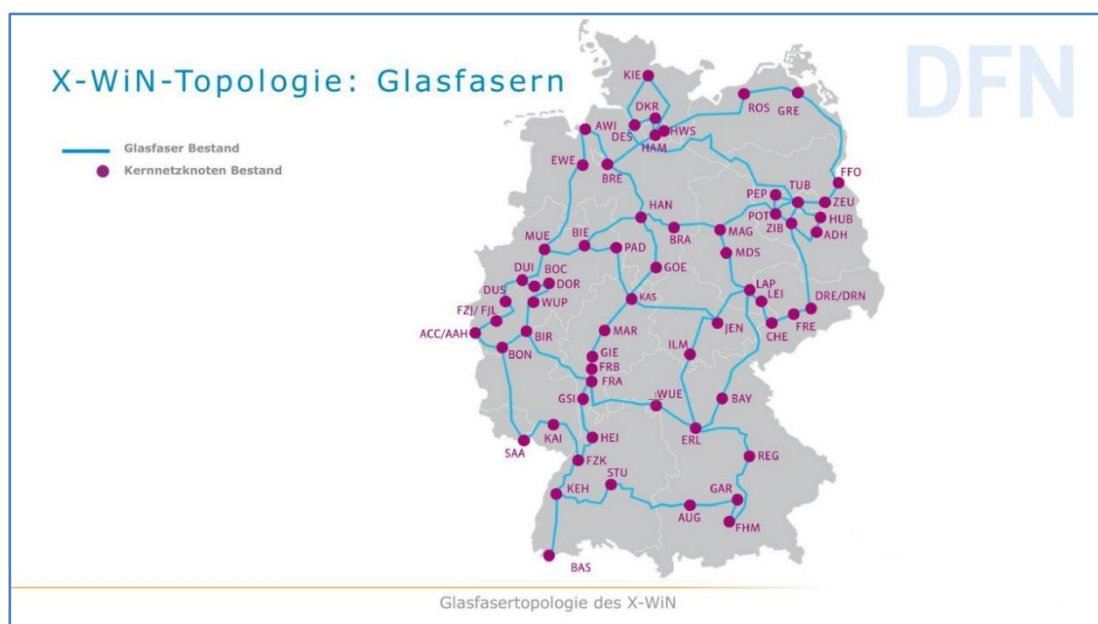 X-WiN-Topologie: Glasfasern
DFN
Glasfaser Bestand
Kernnetzknoten Bestand
KIE
ROS
GRE
DKR
DES
HWS
HAM
AWI
EWE
BRE
FFO
PEP
TUB
ZEU
POT
HUB
ZIB
ADH
HAN
BRA
MAG
MUE
BIE
PAD
MDS
GOE
DUI
BOC
DOR
DUS
WUP
KAS
LAP
LEI
DRE/DRN
FZJ/FJL
ACC/AAH
BIR
MAR
JEN
CHE
FRE
BON
GIE
ILM
FRB
FRA
GSI
WUE
BAY
SAA
KAI
HEI
ERL
FZK
REG
STU
KEH
GAR
AUG
FHM
BAS
Glasfasertopologie des X-WiN